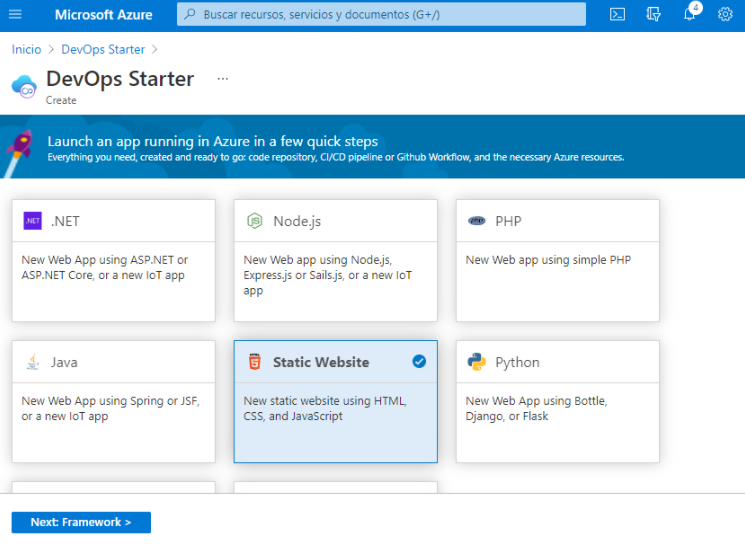 Microsoft Azure
Buscar recursos, servicios y documentos (G+/)
4
Inicio > DevOps Starter >
DevOps Starter ...
Create
Launch an app running in Azure in a few quick steps
Everything you need, created and ready to go: code repository, CI/CD pipeline or Github Workflow, and the necessary Azure resources.
.NET .NET
New Web App using ASP.NET or
ASP.NET Core, or a new IoT app
Node.js
New Web app using Node.js,
Express.js or Sails.js, or a new IoT
app
php PHP
New Web app using simple PHP
Java
New Web App using Spring or JSF,
or a new IoT app
HTML 5 Static Website
New static website using HTML,
CSS, and JavaScript
Python
New Web App using Bottle,
Django, or Flask
Next: Framework >